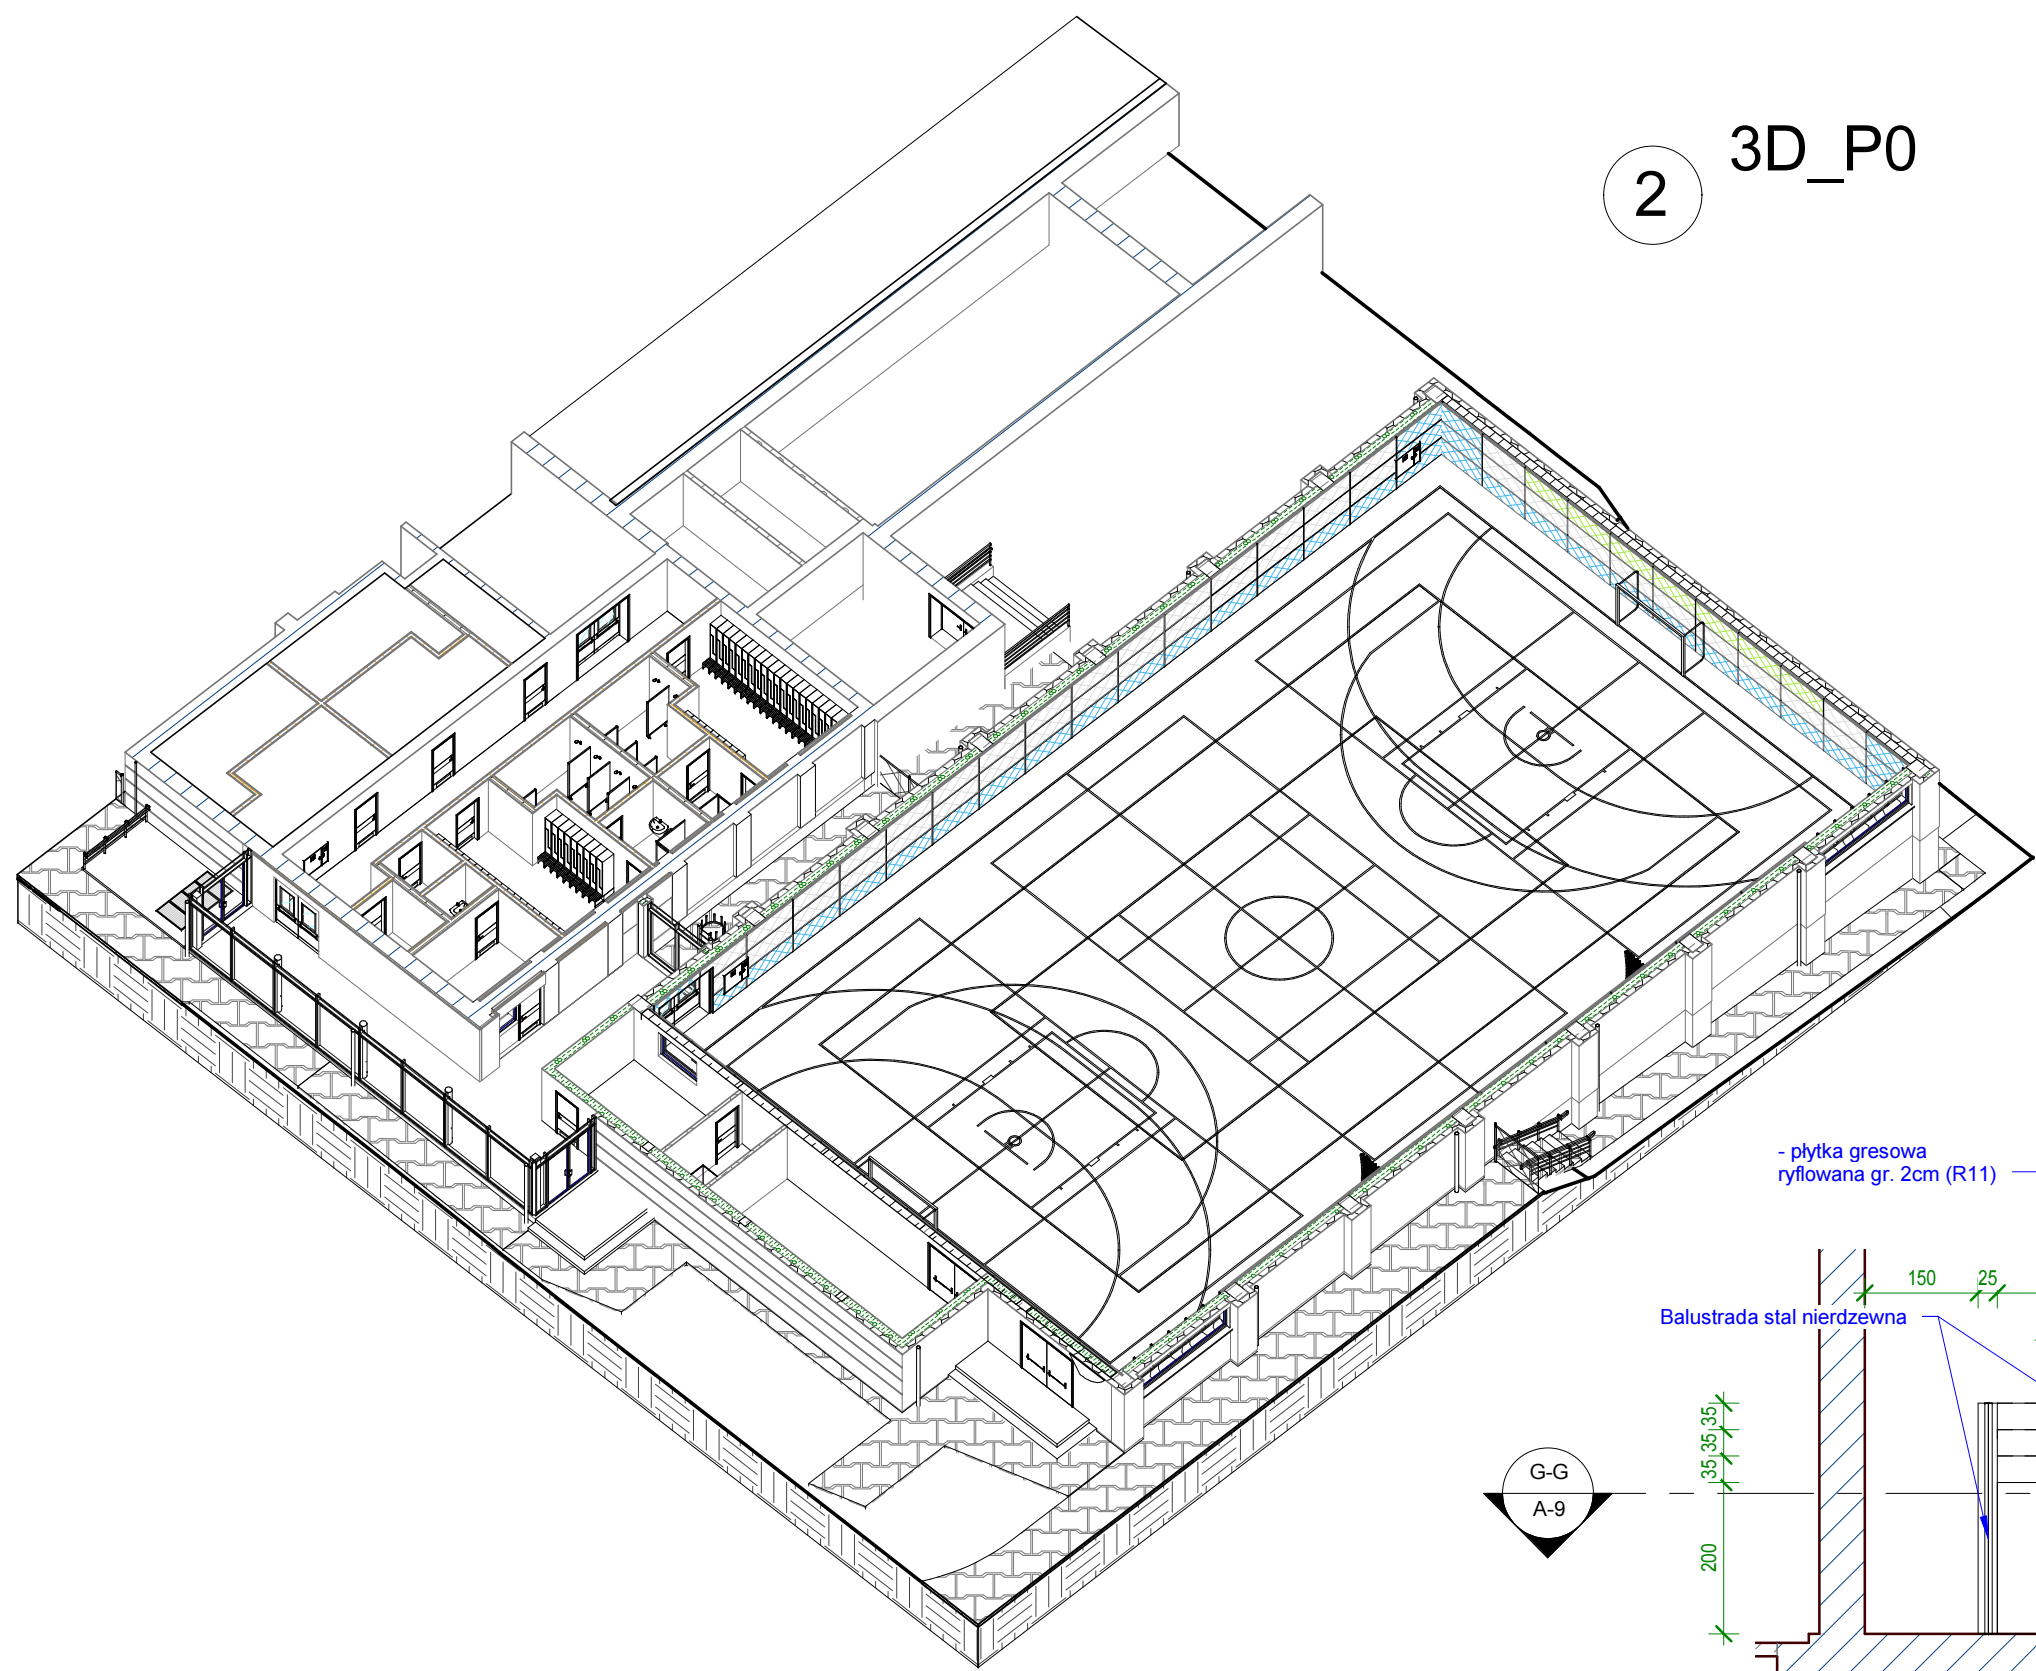 3D_P0
2
- płytka gresowa
ryflowana gr. 2cm (R11)
150
25
Balustrada stal nierdzewna
35
35
35
200
G-G
A-9